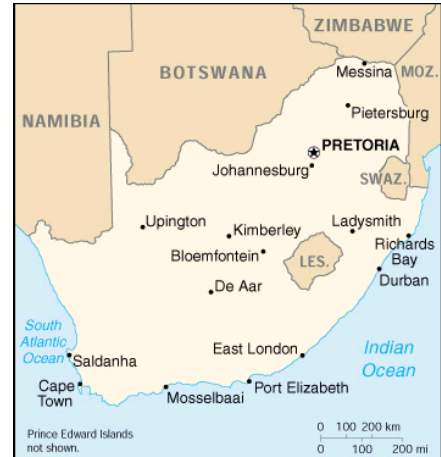 ZIMBABWE
BOTSWANA
Messina
MOZ.
NAMIBIA
Pietersburg
PRETORIA
Johannesburg
SWAZ.
Upington
Kimberley
Ladysmith
Bloemfontein
Richards
Bay
LES.
Durban
De Aar
South
Atlantic
Ocean
Saldanha
East London
Indian
Ocean
Cape
Town
Mosselbaai
Port Elizabeth
Prince Edward Islands
not shown.
0 100 200 km
0 100 200 mi